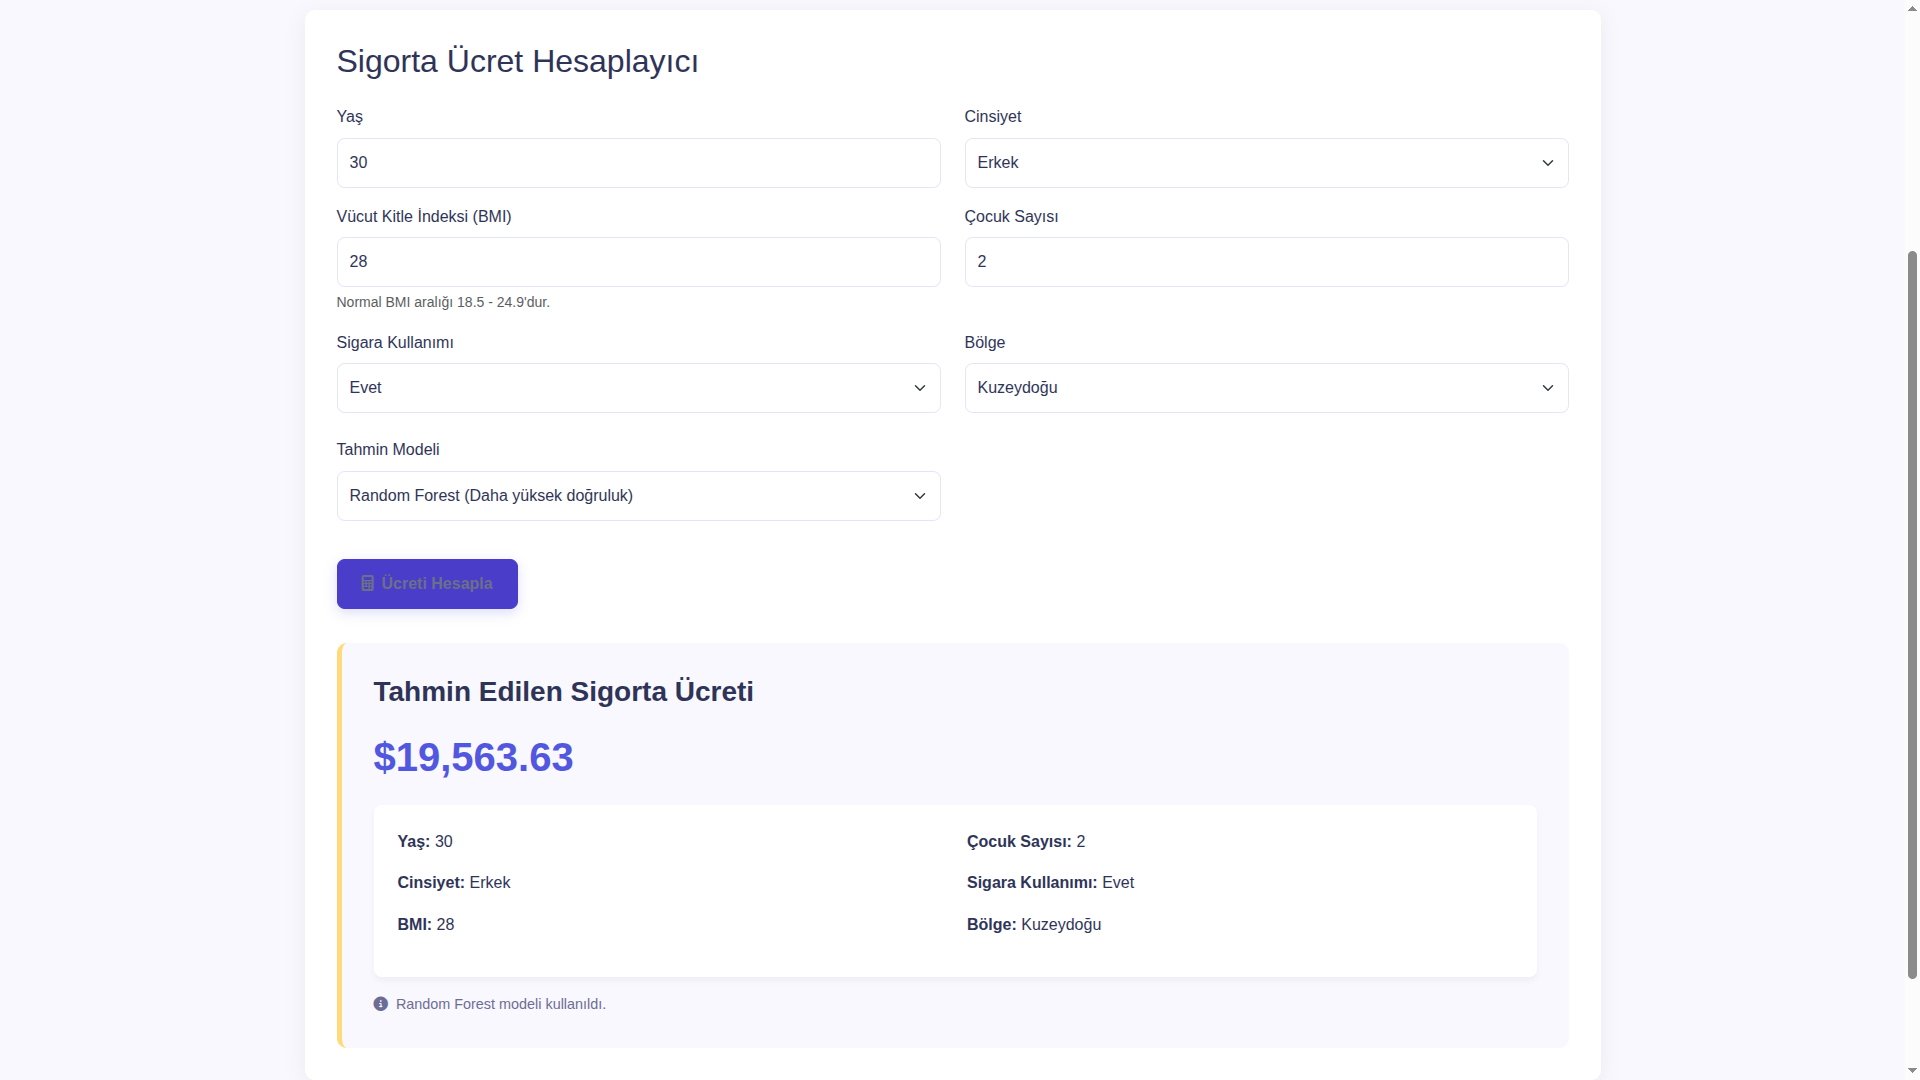 Sigorta Ücret Hesaplayıcı
Yaş
Cinsiyet
30
Erkek
Vücut Kitle İndeksi (BMI)
Çocuk Sayısı
28
2
Normal BMI aralığı 18.5 - 24.9'dur.
Sigara Kullanımı
Bölge
Evet
Kuzeydoğu
Tahmin Modeli
Random Forest (Daha yüksek doğruluk)
Ücreti Hesapla
Tahmin Edilen Sigorta Ücreti
$19,563.63
Yaş: 30
Çocuk Sayısı: 2
Cinsiyet: Erkek
Sigara Kullanımı: Evet
BMI: 28
Bölge: Kuzeydoğu
Random Forest modeli kullanıldı.